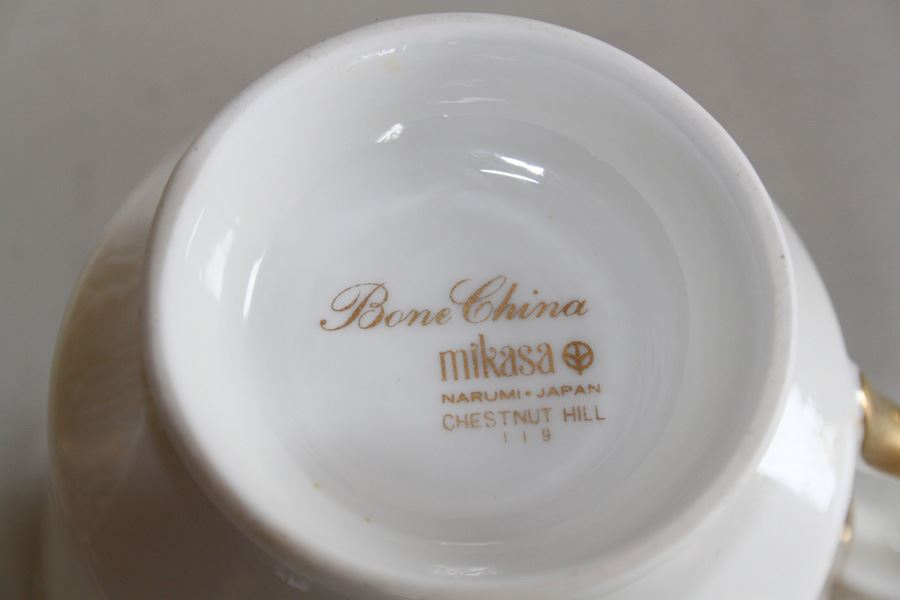 Bone China
mikasa
NARUMI • JAPAN
CHESTNUT HILL
119